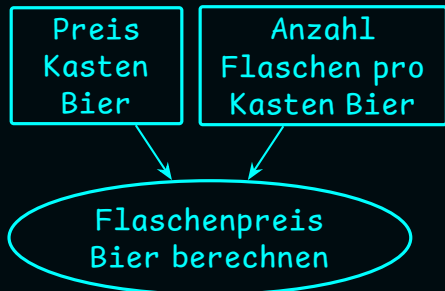 Preis
Kasten
Bier
Anzahl
Flaschen pro
Kasten Bier
Flaschenpreis
Bier berechnen